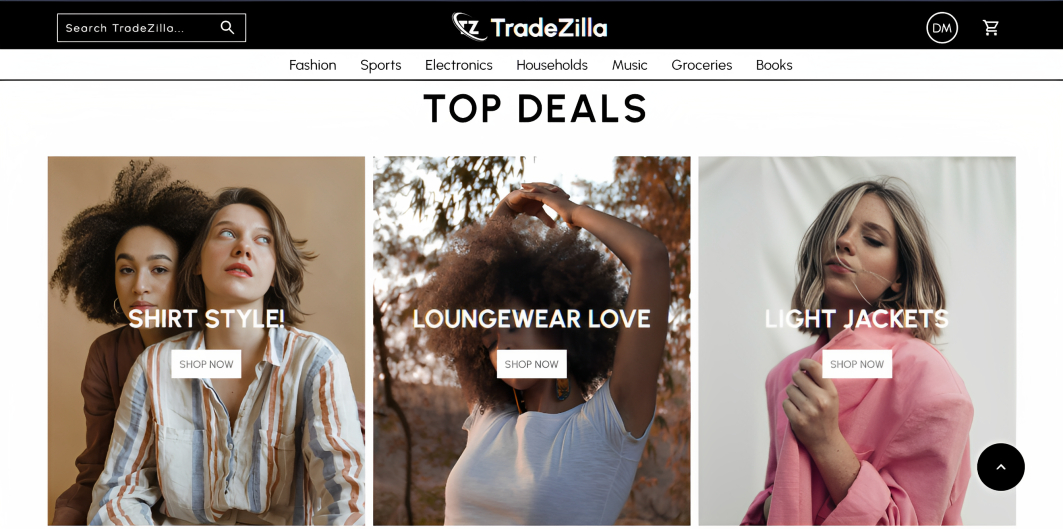 Search TradeZilla...
TZ TradeZilla
DM
Fashion Sports Electronics Households Music Groceries Books
TOP DEALS
SHIRT STYLE!
SHOP NOW
LOUNGEWEAR LOVE
SHOP NOW
LIGHT JACKETS
SHOP NOW